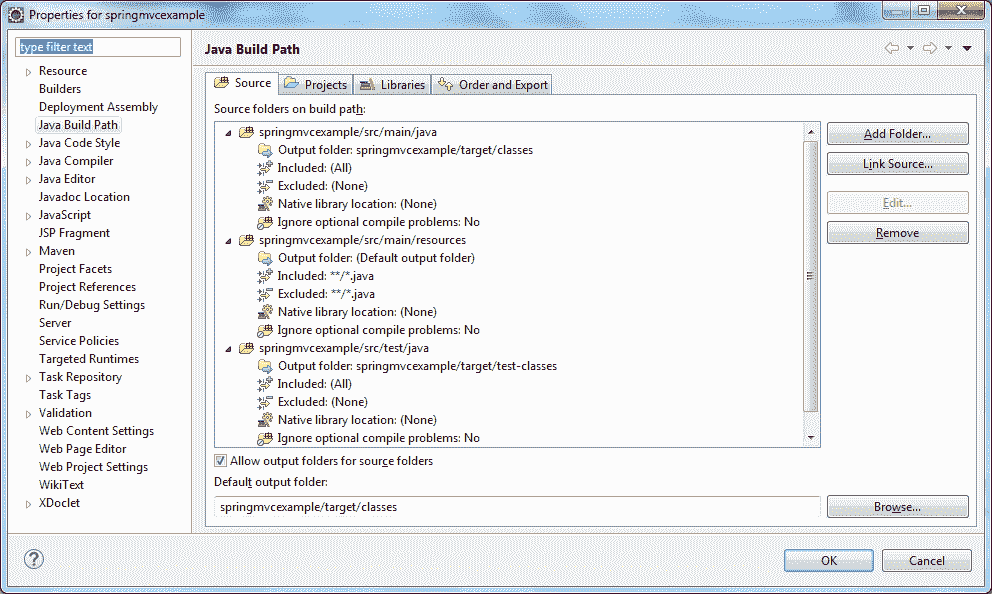 Properties for springmvcexample
type filter text
Resource
Builders
Deployment Assembly
Java Build Path
Java Code Style
Java Compiler
Java Editor
Javadoc Location
JavaScript
JSP Fragment
Maven
Project Facets
Project References
Run/Debug Settings
Server
Service Policies
Targeted Runtimes
Task Repository
Task Tags
Validation
Web Content Settings
Web Page Editor
Web Project Settings
WikiText
XDoclet
Java Build Path
Source Projects Libraries Order and Export
Source folders on build path:
springmvcexample/src/main/java
Output folder: springmvcexample/target/classes
Included: (All)
Excluded: (None)
Native library location: (None)
Ignore optional compile problems: No
springmvcexample/src/main/resources
Output folder: (Default output folder)
Included: **/*.java
Excluded: **/*.java
Native library location: (None)
Ignore optional compile problems: No
springmvcexample/src/test/java
Output folder: springmvcexample/target/test-classes
Included: (All)
Excluded: (None)
Native library location: (None)
Ignore optional compile problems: No
Add Folder...
Link Source...
Edit...
Remove
Allow output folders for source folders
Default output folder:
springmvcexample/target/classes
Browse...
?
OK Cancel